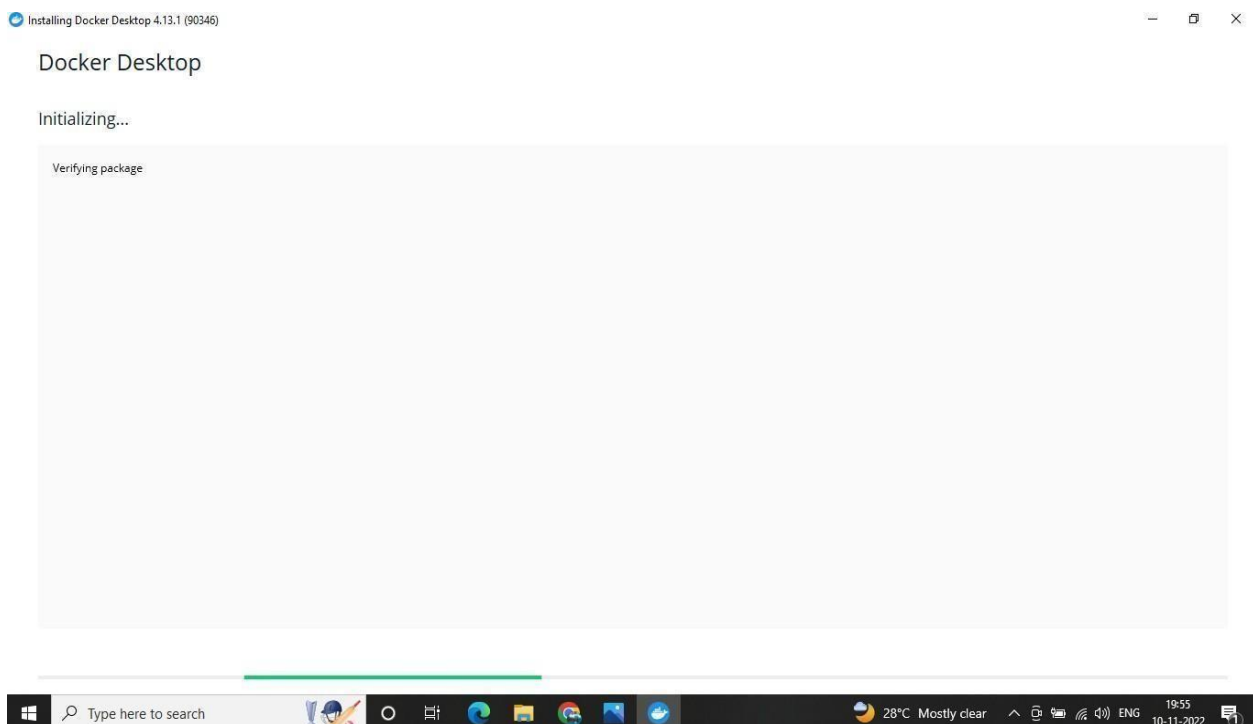 Installing Docker Desktop 4.13.1 (90346)
Docker Desktop
Initializing...
Verifying package
Type here to search
28°C Mostly clear
ENG
19:55
10-11-2022